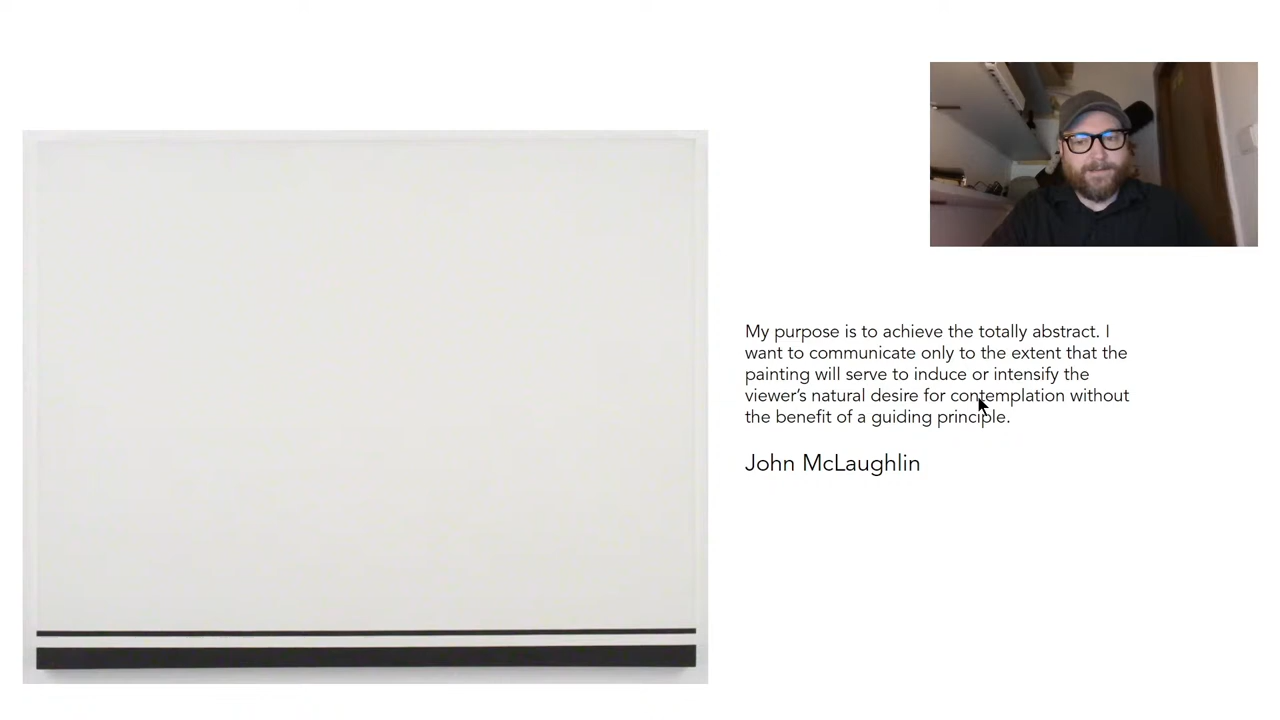 My purpose is to achieve the totally abstract. I
want to communicate only to the extent that the
painting will serve to induce or intensify the
viewer’s natural desire for contemplation without
the benefit of a guiding principle.
John McLaughlin